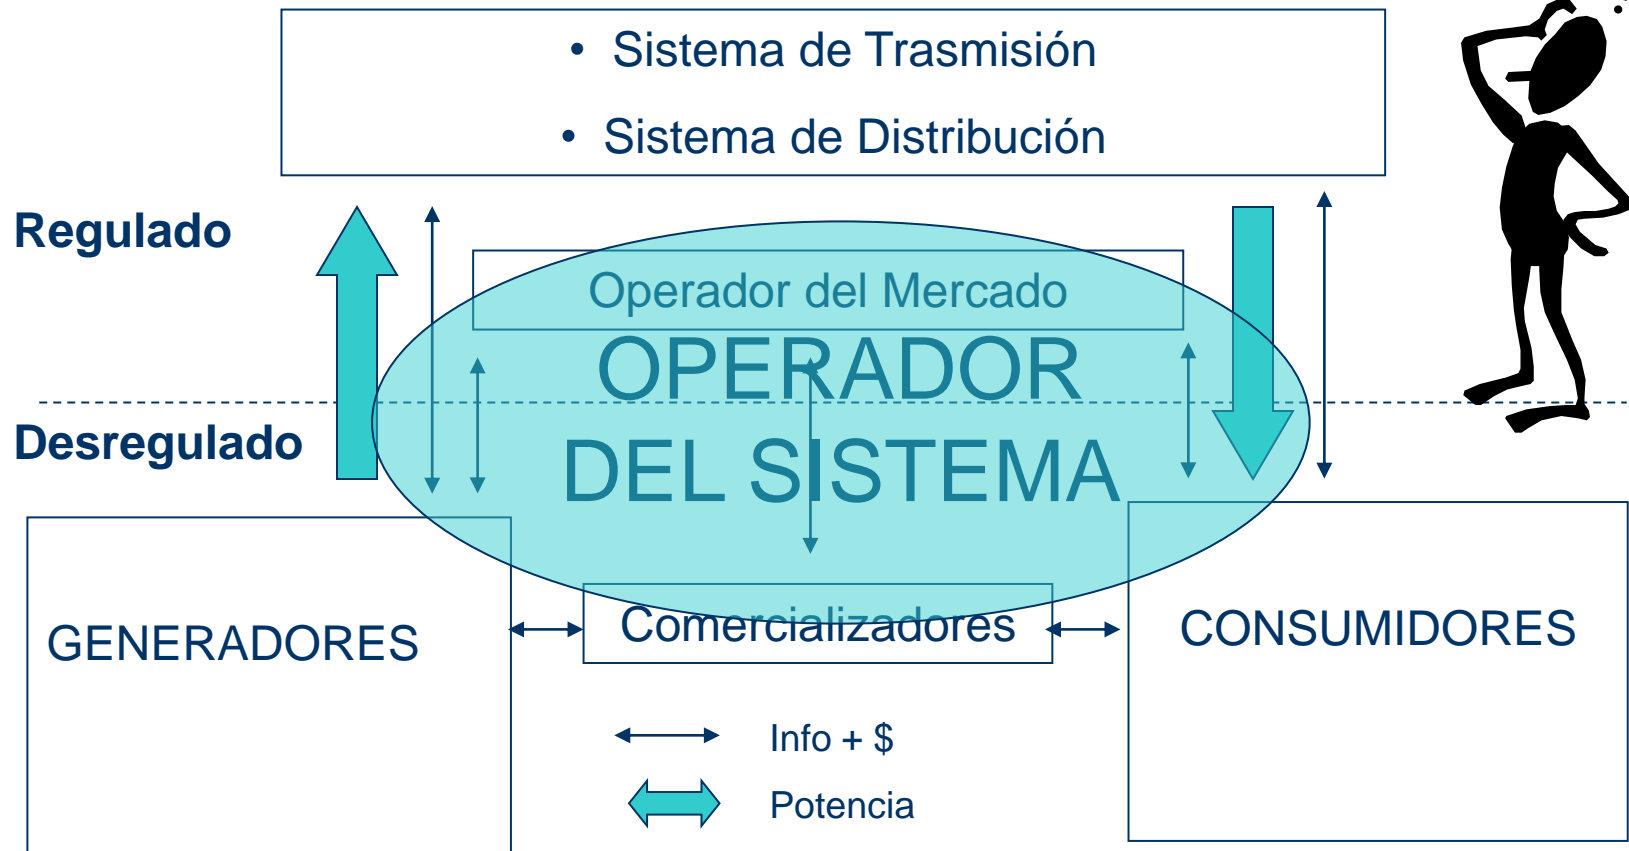 • Sistema de Trasmisión
• Sistema de Distribución
Regulado
Operador del Mercado
OPERADOR
DEL SISTEMA
Desregulado
GENERADORES
Comercializadores
CONSUMIDORES
Info + $
Potencia